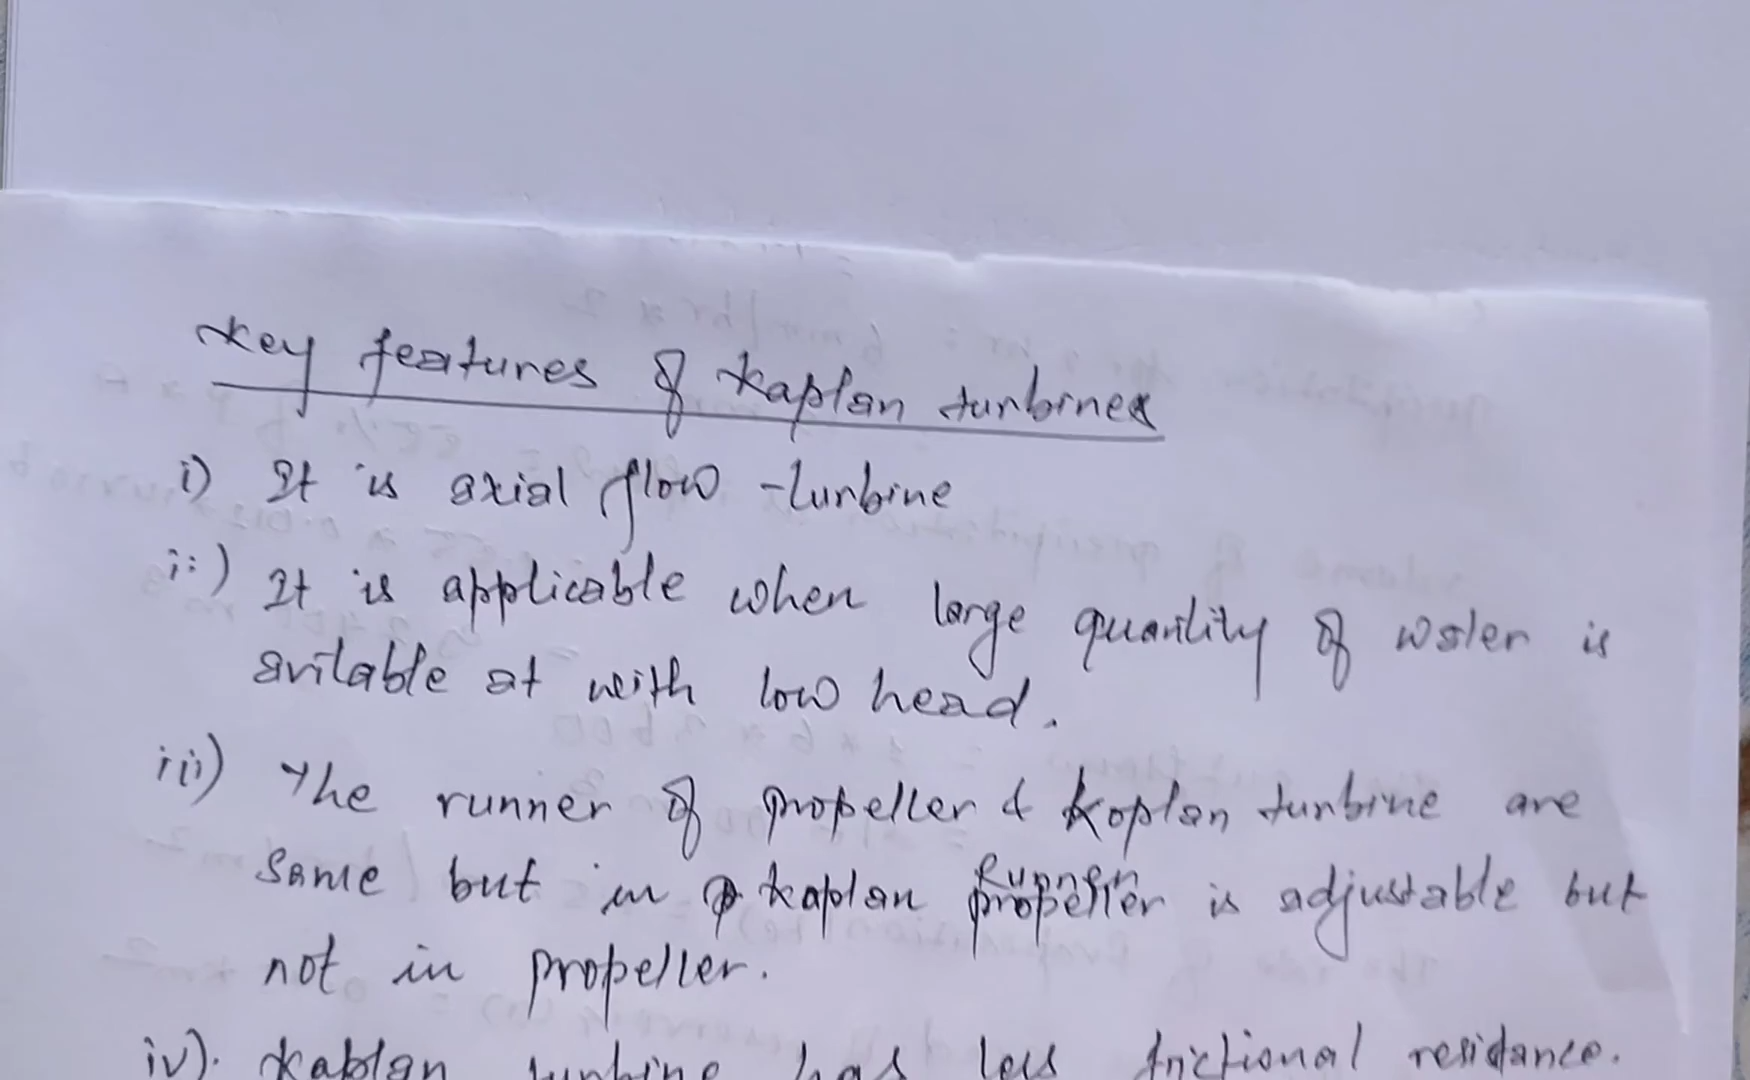 Key features of Kaplan turbines
i) It is axial flow turbine
ii) It is applicable when large quantity of water is
avilable at with low head.
iii) The runner of propeller & Kaplan turbine are
same but in Kaplan Runner is adjustable but
not in propeller.
iv). Kaplan turbine has less frictional resistance.